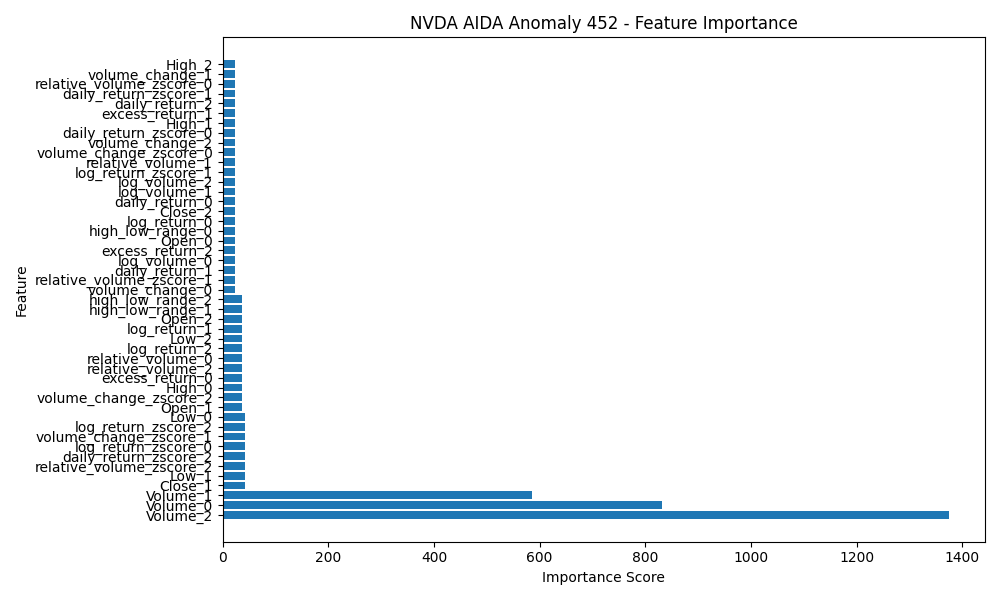 NVDA AIDA Anomaly 452 - Feature Importance
Feature
High_2
volume_change_1
relative_volume_zscore_0
daily_return_zscore_1
daily_return_2
excess_return_1
High_1
daily_return_zscore_0
volume_change_2
volume_change_zscore_0
relative_volume_1
log_return_zscore_1
log_volume_2
log_volume_1
daily_return_0
Close_2
log_return_0
high_low_range_0
Open_0
excess_return_2
log_volume_0
daily_return_1
relative_volume_zscore_1
volume_change_0
high_low_range_2
high_low_range_1
Open_2
log_return_1
Low_2
log_return_2
relative_volume_0
relative_volume_2
excess_return_0
High_0
volume_change_zscore_2
Open_1
Low_0
log_return_zscore_2
volume_change_zscore_1
log_return_zscore_0
daily_return_zscore_2
relative_volume_zscore_2
Low_1
Close_1
Volume_1
Volume_0
Volume_2
0 200 400 600 800 1000 1200 1400
Importance Score